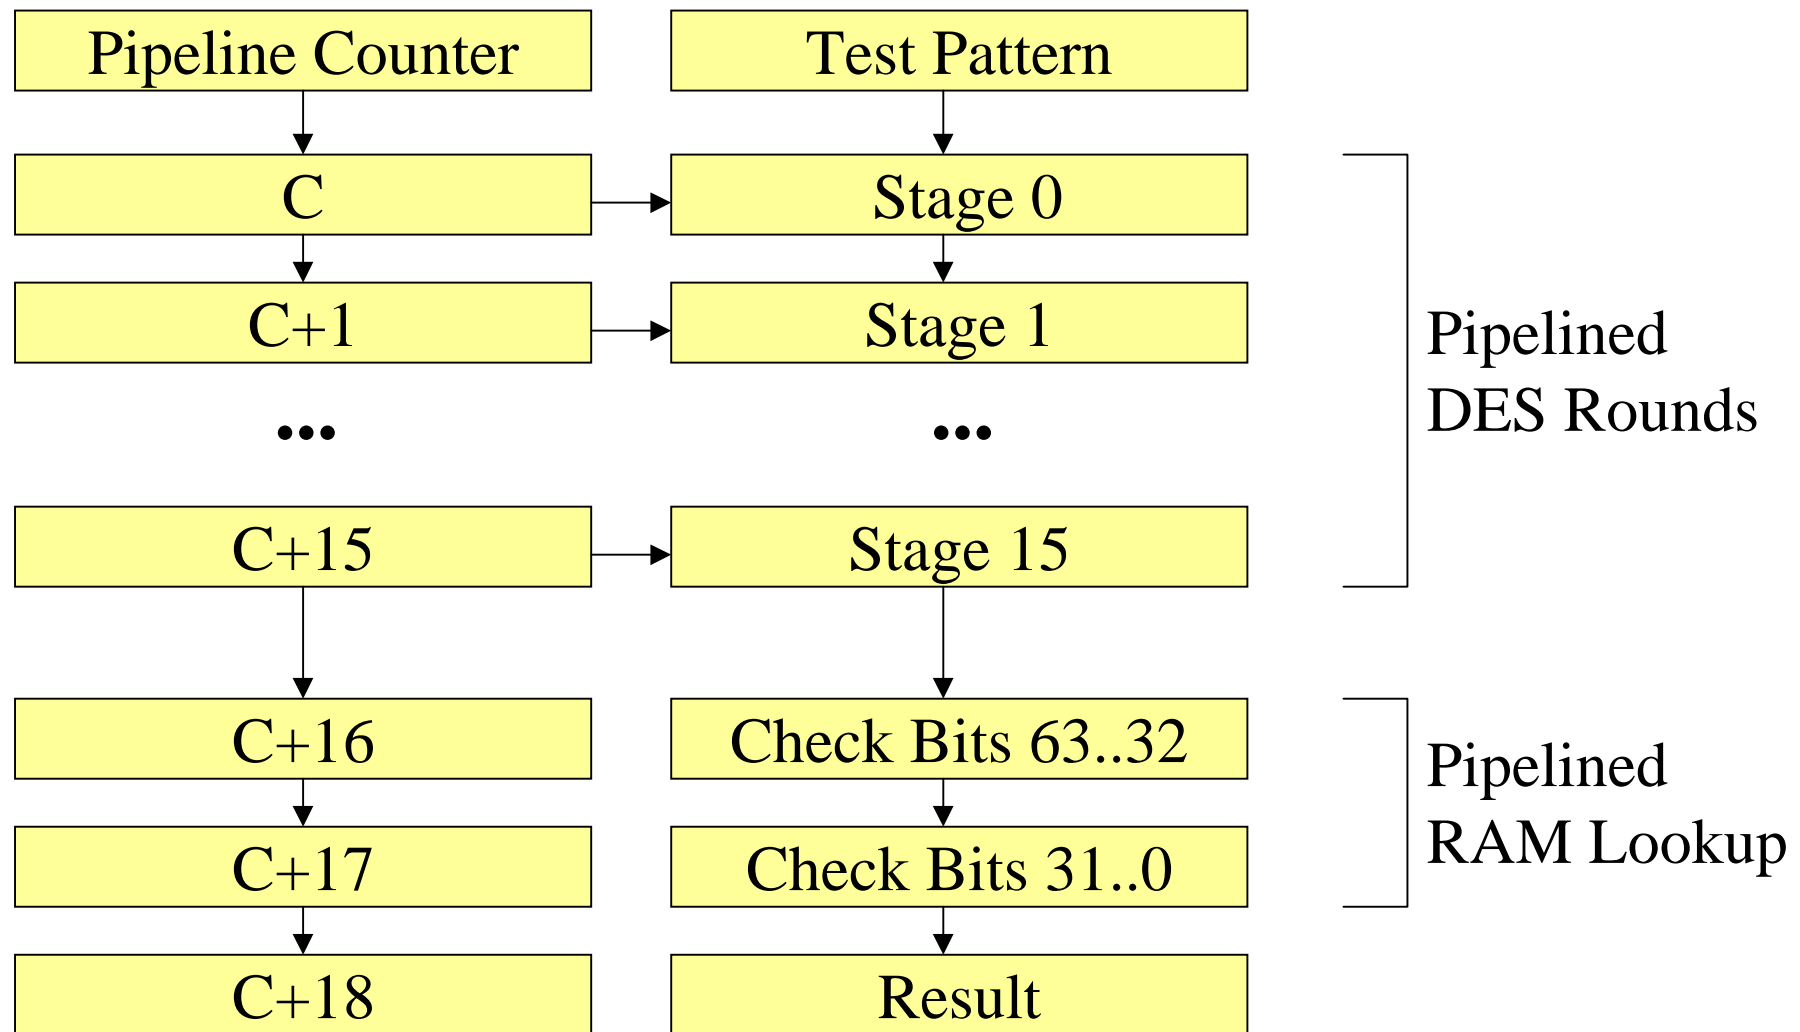 Pipeline Counter
Test Pattern
C
Stage 0
C+1
Stage 1
...
...
C+15
Stage 15
Pipelined
DES Rounds
C+16
Check Bits 63..32
C+17
Check Bits 31..0
Pipelined
RAM Lookup
C+18
Result